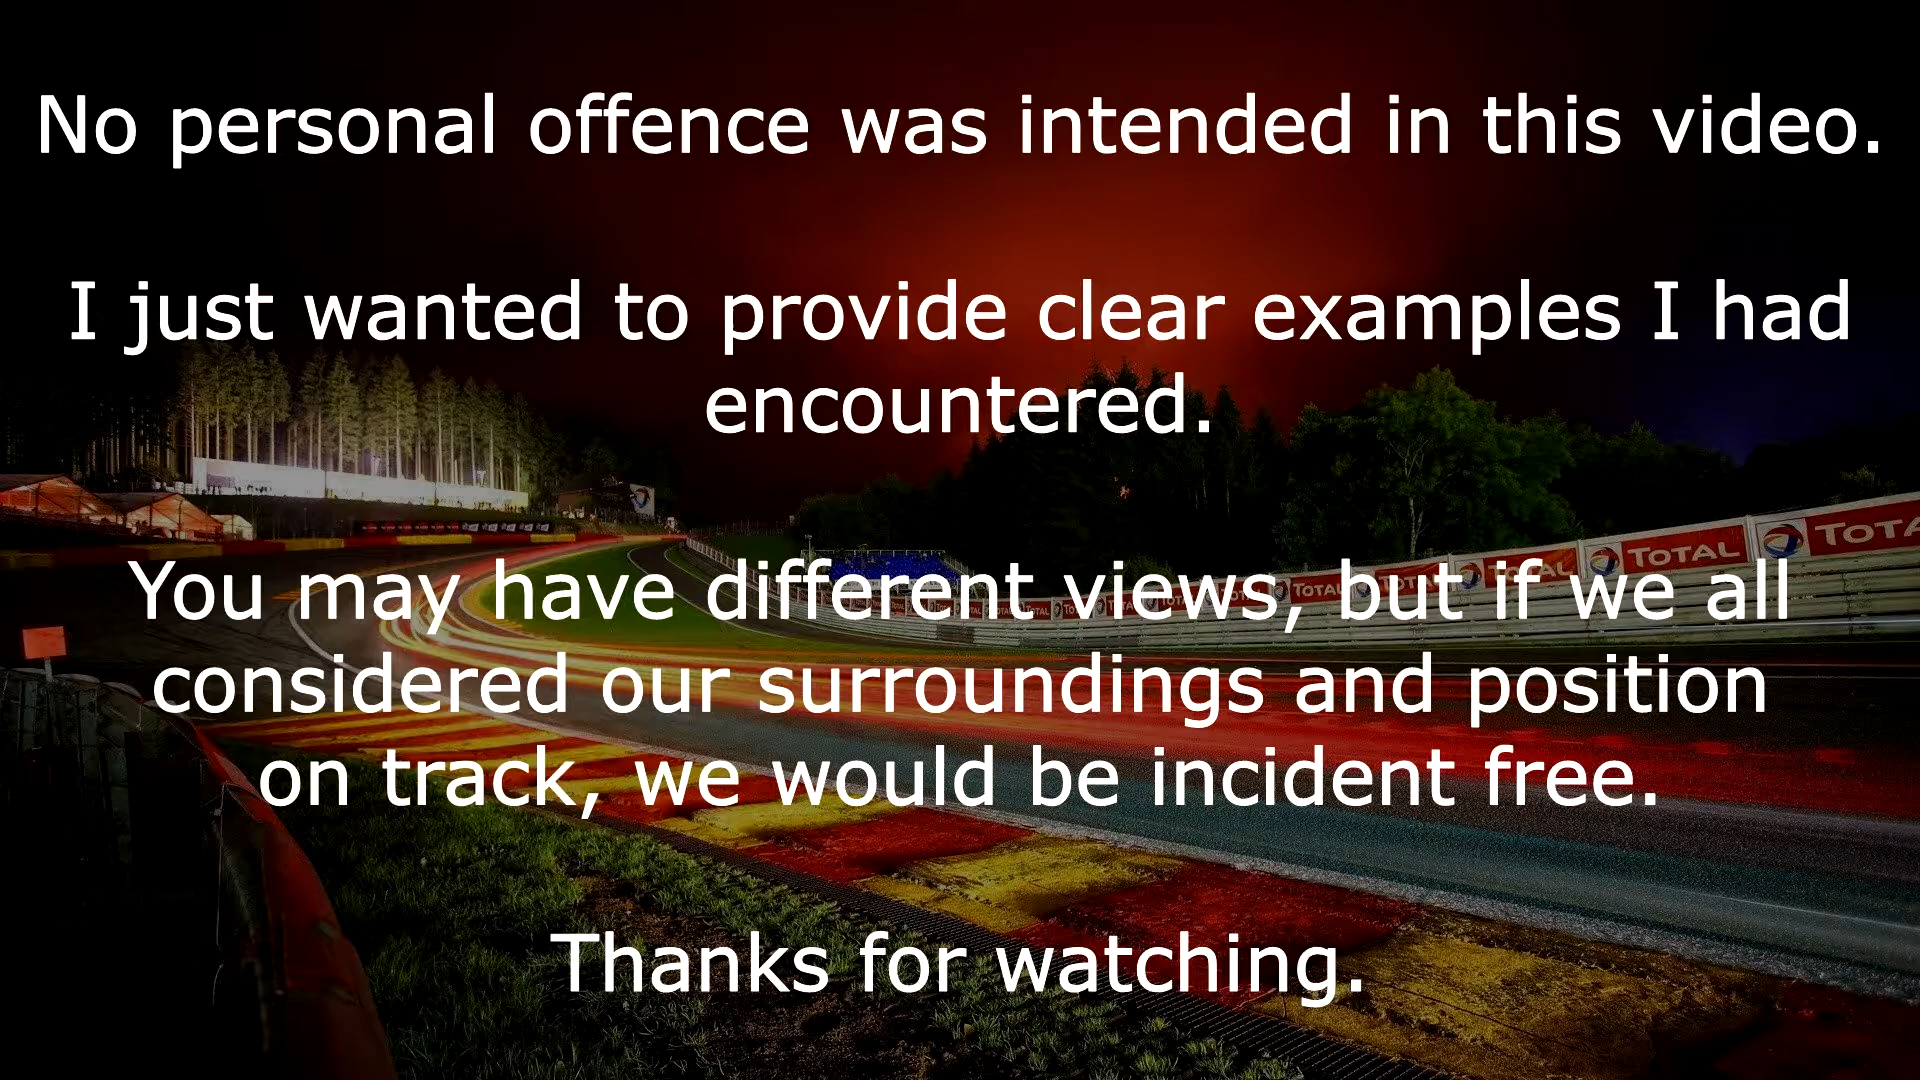 No personal offence was intended in this video.
I just wanted to provide clear examples I had
encountered.
You may have different views, but if we all
considered our surroundings and position
on track, we would be incident free.
Thanks for watching.
TOTAL
TOTAL
TOTAL
TOTAL